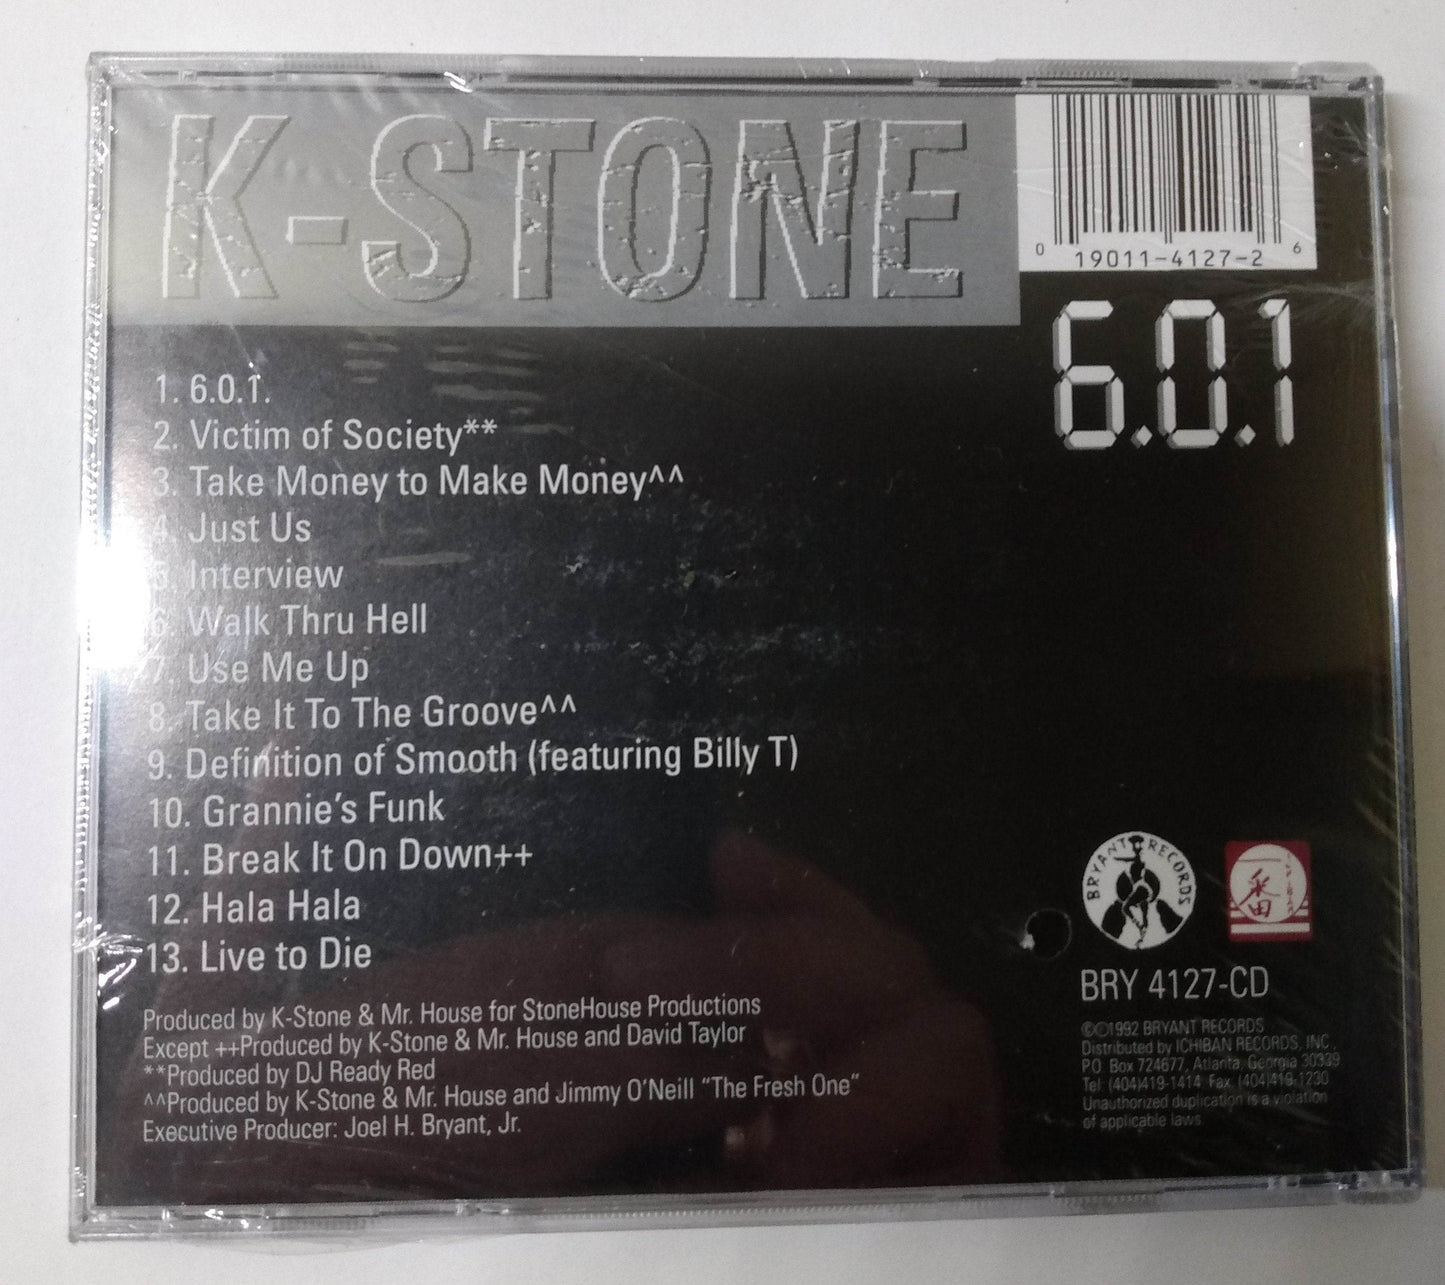 K-STONE
0 19011-4127-2 6
6.0.1
1. 6.0.1.
2. Victim of Society**
3. Take Money to Make Money^^
4. Just Us
5. Interview
6. Walk Thru Hell
7. Use Me Up
8. Take It To The Groove^^
9. Definition of Smooth (featuring Billy T)
10. Grannie's Funk
11. Break It On Down++
12. Hala Hala
13. Live to Die
Produced by K-Stone & Mr. House for StoneHouse Productions
Except ++Produced by K-Stone & Mr. House and David Taylor
**Produced by DJ Ready Red
^^Produced by K-Stone & Mr. House and Jimmy O'Neill "The Fresh One"
Executive Producer: Joel H. Bryant, Jr.
BRYANT RECORDS
一番
ICHIBAN
BRY 4127-CD
©℗1992 BRYANT RECORDS
Distributed by ICHIBAN RECORDS, INC.
P.O. Box 724677, Atlanta, Georgia 30339
Tel: (404)419-1414 Fax: (404)419-1230
Unauthorized duplication is a violation
of applicable laws.